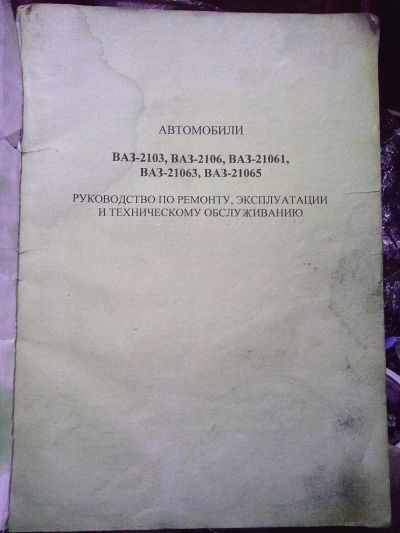 АВТОМОБИЛИ
ВАЗ-2103, ВАЗ-2106, ВАЗ-21061,
ВАЗ-21063, ВАЗ-21065
РУКОВОДСТВО ПО РЕМОНТУ, ЭКСПЛУАТАЦИИ
И ТЕХНИЧЕСКОМУ ОБСЛУЖИВАНИЮ